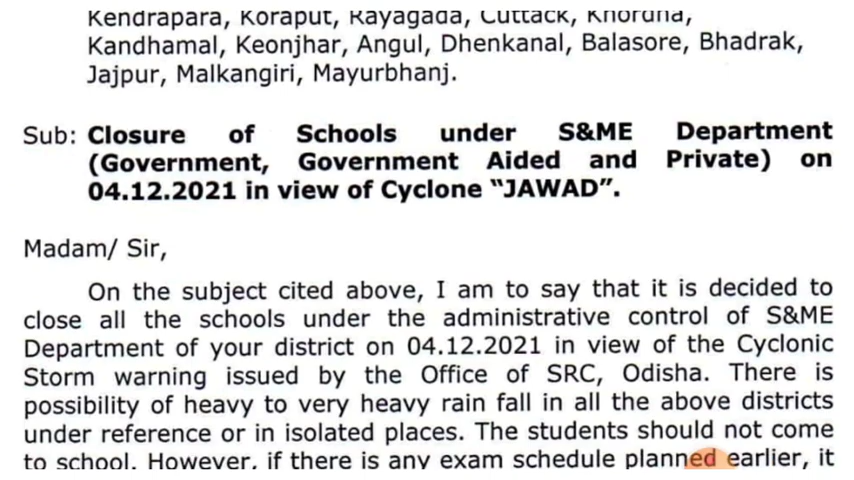 Kendrapara, Koraput, Rayagada, Cuttack, Khordha,
Kandhamal, Keonjhar, Angul, Dhenkanal, Balasore, Bhadrak,
Jajpur, Malkangiri, Mayurbhanj.
Sub: Closure of Schools under S&ME Department
(Government, Government Aided and Private) on
04.12.2021 in view of Cyclone "JAWAD".
Madam/ Sir,
On the subject cited above, I am to say that it is decided to
close all the schools under the administrative control of S&ME
Department of your district on 04.12.2021 in view of the Cyclonic
Storm warning issued by the Office of SRC, Odisha. There is
possibility of heavy to very heavy rain fall in all the above districts
under reference or in isolated places. The students should not come
to school. However, if there is any exam schedule planned earlier, it